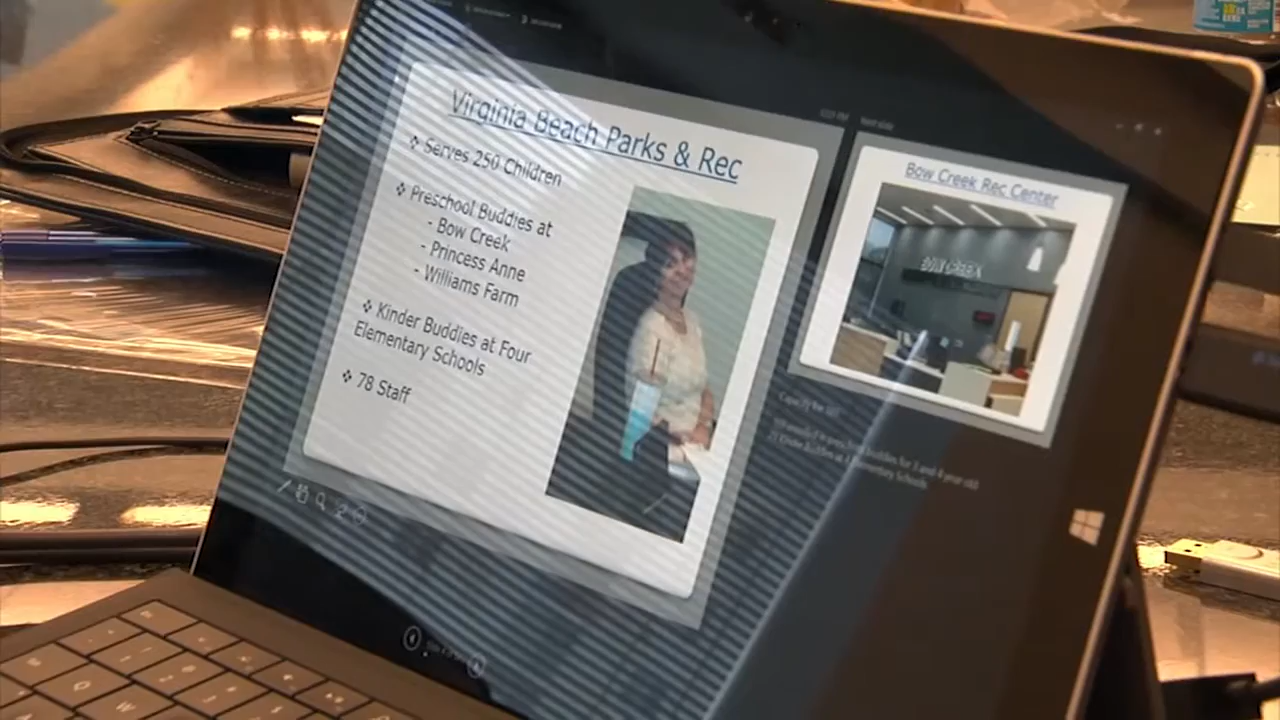 Virginia Beach Parks & Rec
❖ Serves 250 Children
❖ Preschool Buddies at
- Bow Creek
- Princess Anne
- Williams Farm
❖ Kinder Buddies at Four
Elementary Schools
❖ 78 Staff
Bow Creek Rec Center
BOW CREEK